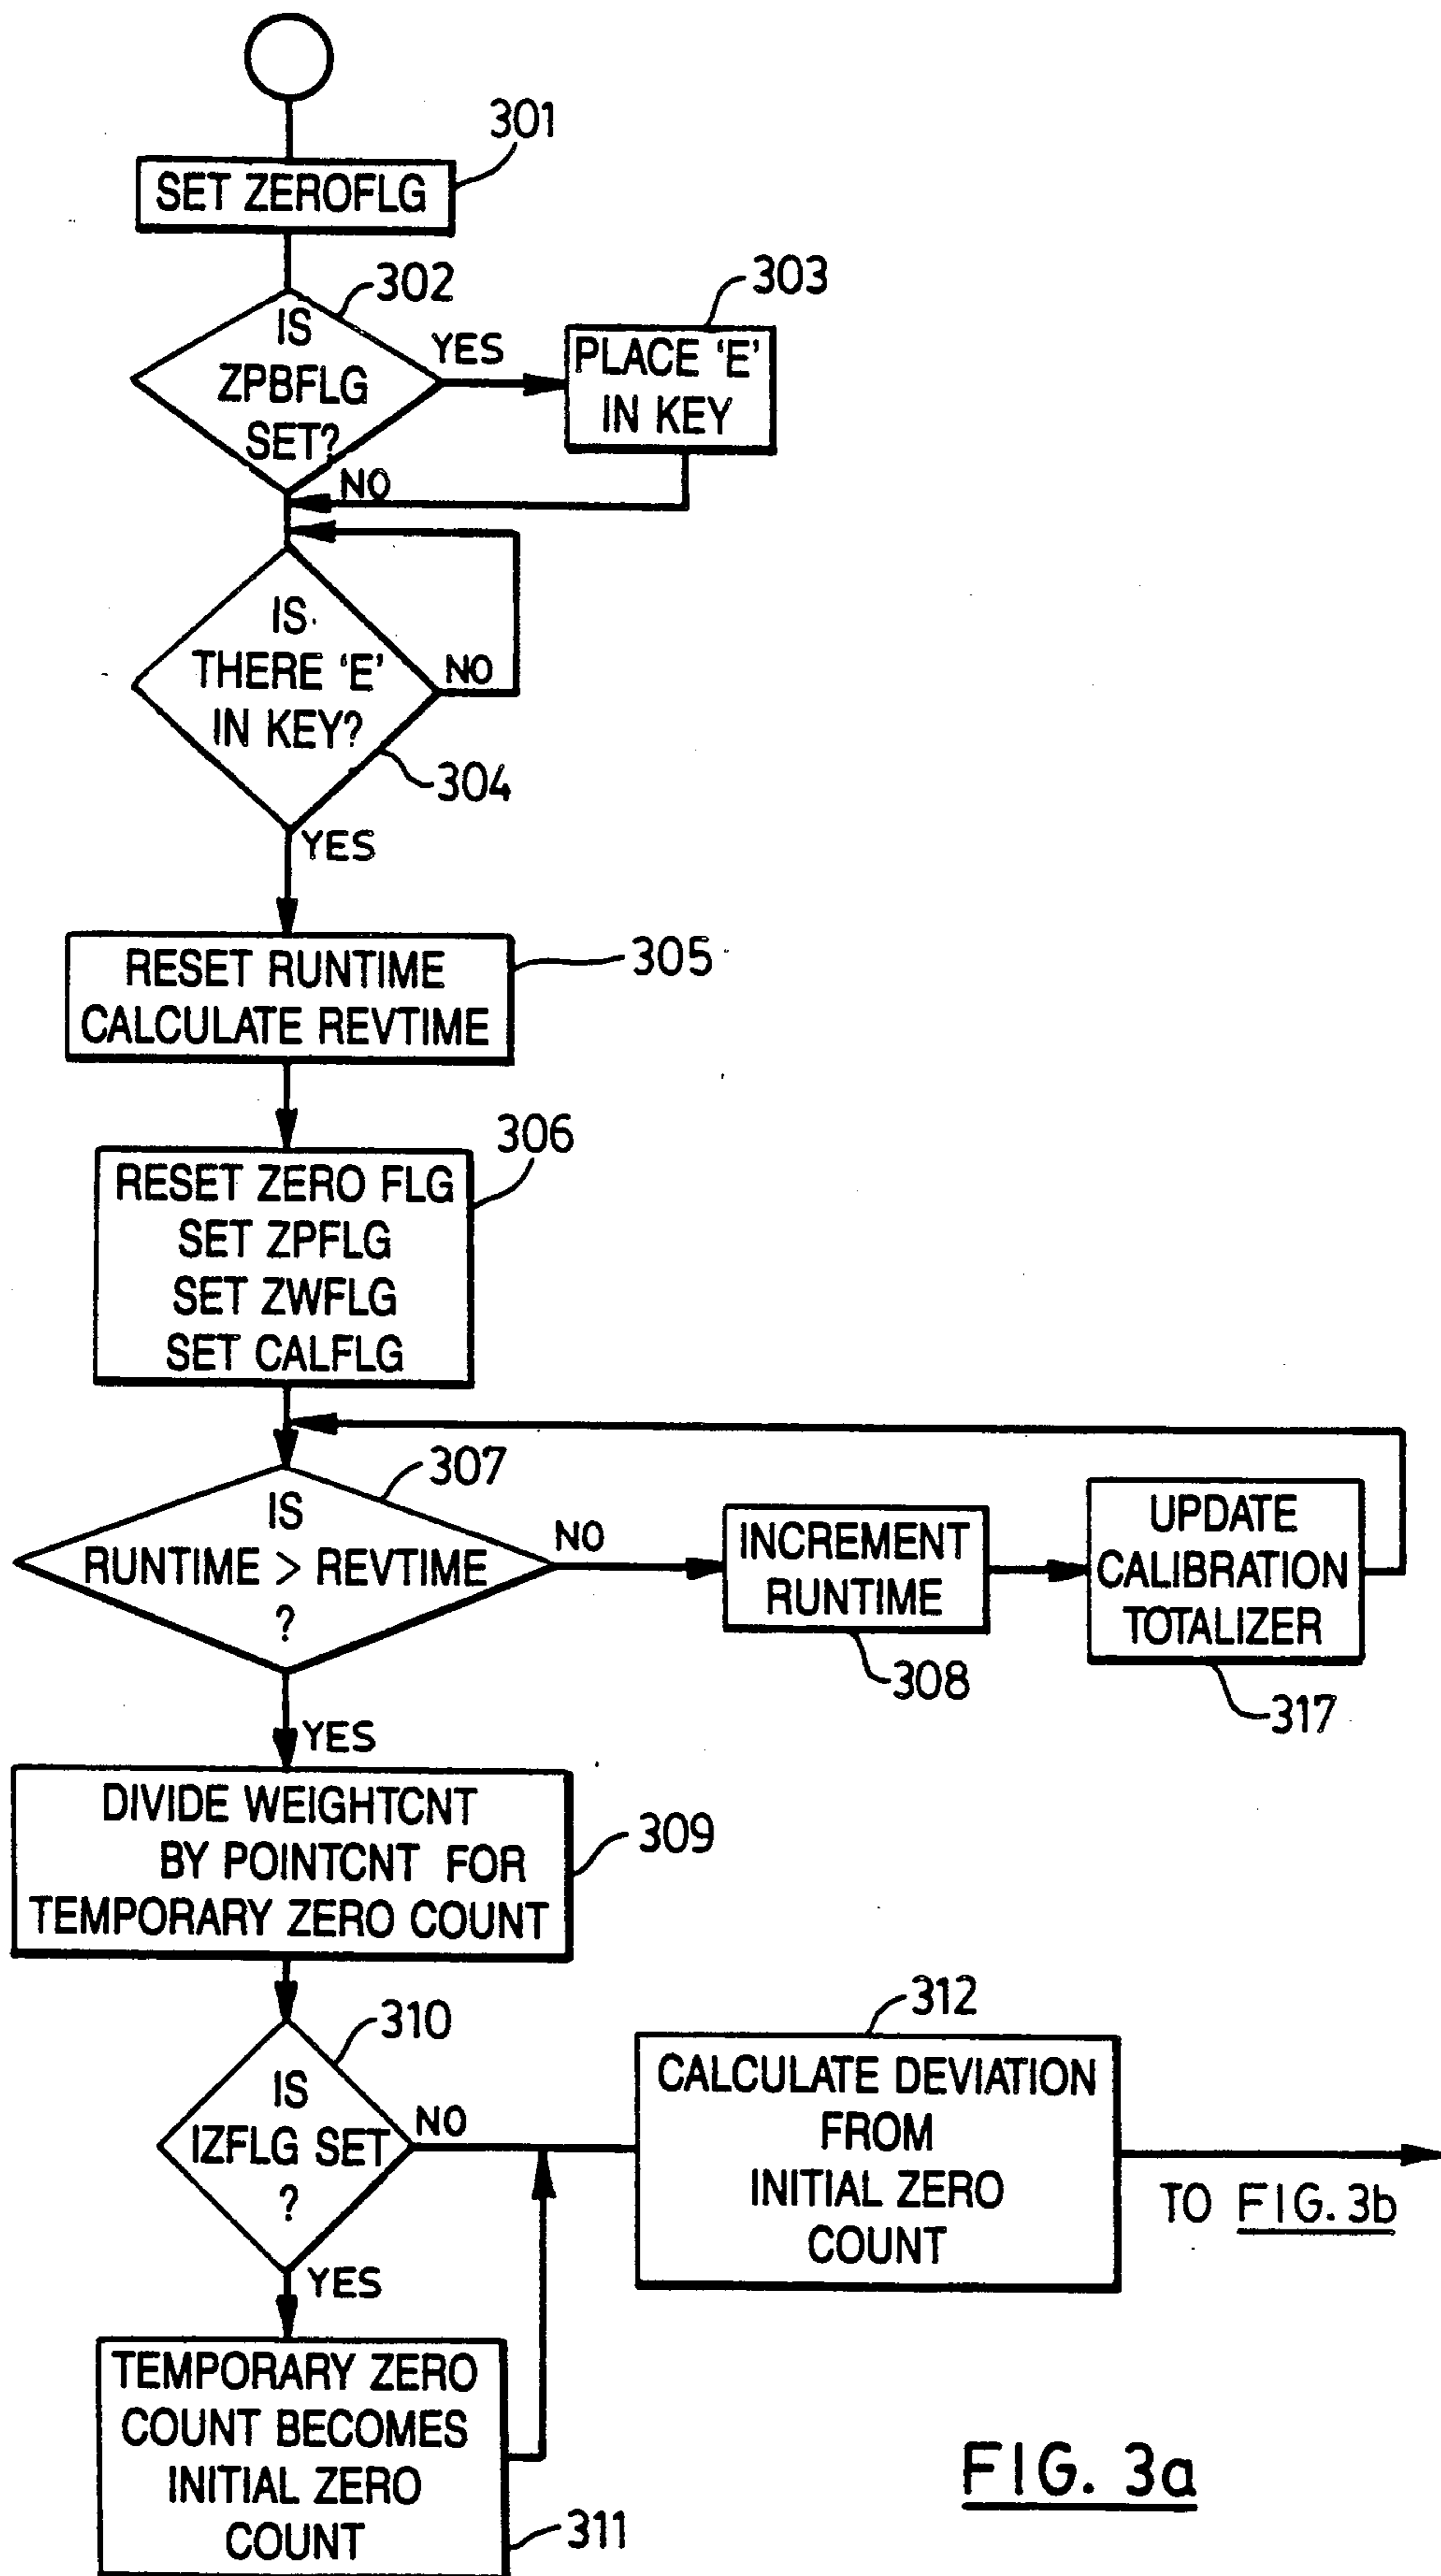 301
SET ZEROFLG
302
IS
ZPBFLG
SET?
YES
303
PLACE 'E'
IN KEY
NO
IS
THERE 'E'
IN KEY?
NO
304
YES
RESET RUNTIME
CALCULATE REVTIME
305
306
RESET ZERO FLG
SET ZPFLG
SET ZWFLG
SET CALFLG
307
IS
RUNTIME > REVTIME
?
NO
INCREMENT
RUNTIME
308
UPDATE
CALIBRATION
TOTALIZER
317
YES
DIVIDE WEIGHTCNT
BY POINTCNT FOR
TEMPORARY ZERO COUNT
309
310
IS
IZFLG SET
?
NO
312
CALCULATE DEVIATION
FROM
INITIAL ZERO
COUNT
TO FIG. 3b
YES
TEMPORARY ZERO
COUNT BECOMES
INITIAL ZERO
COUNT
311
FIG. 3a